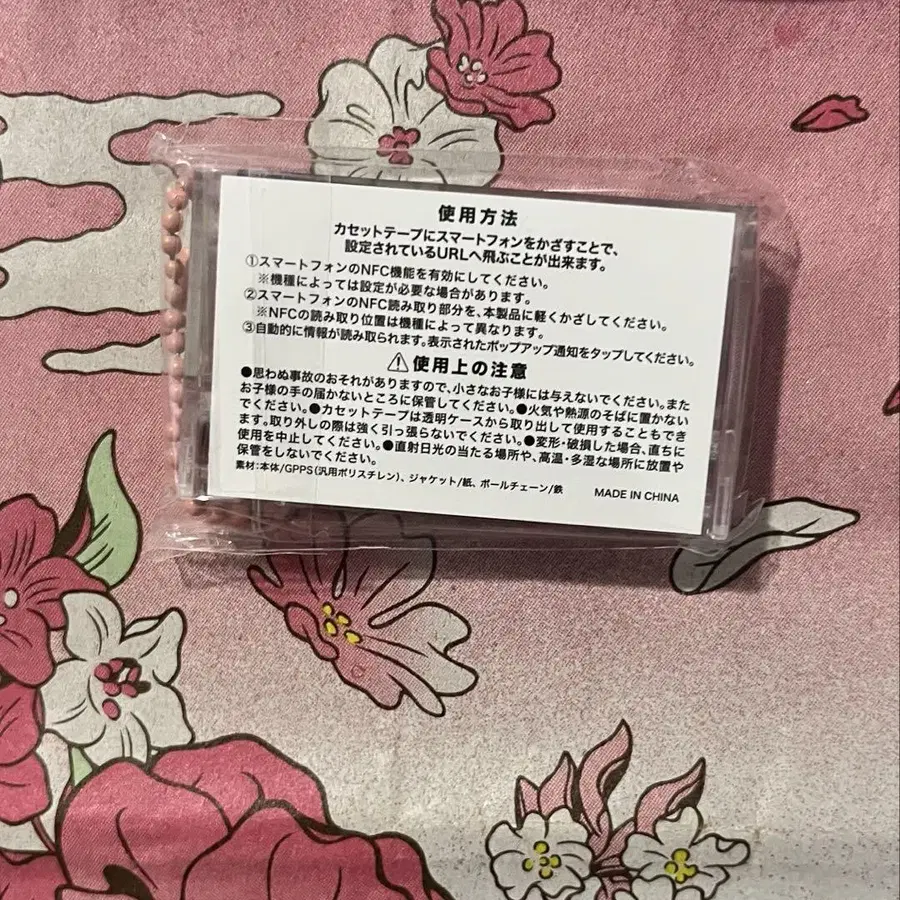 使用方法
カセットテープにスマートフォンをかざすことで、
設定されているURLへ飛ぶことが出来ます。
①スマートフォンのNFC機能を有効にしてください。
※機種によっては設定が必要な場合があります。
②スマートフォンのNFC読み取り部分を、本製品に軽くかざしてください。
※NFCの読み取り位置は機種によって異なります。
③自動的に情報が読み取られます。表示されたポップアップ通知をタップしてください。
⚠使用上の注意
●思わぬ事故のおそれがありますので、小さなお子様には与えないでください。また
お子様の手の届かないところに保管してください。●火気や熱源のそばに置かない
でください。●カセットテープは透明ケースから取り出して使用することもでき
ます。取り外しの際は強く引っ張らないでください。●変形・破損した場合、直ちに
使用を中止してください。●直射日光の当たる場所や、高温・多湿な場所に放置や
保管をしないでください。
素材:本体/GPPS(汎用ポリスチレン)、ジャケット/紙、ボールチェーン/鉄 MADE IN CHINA